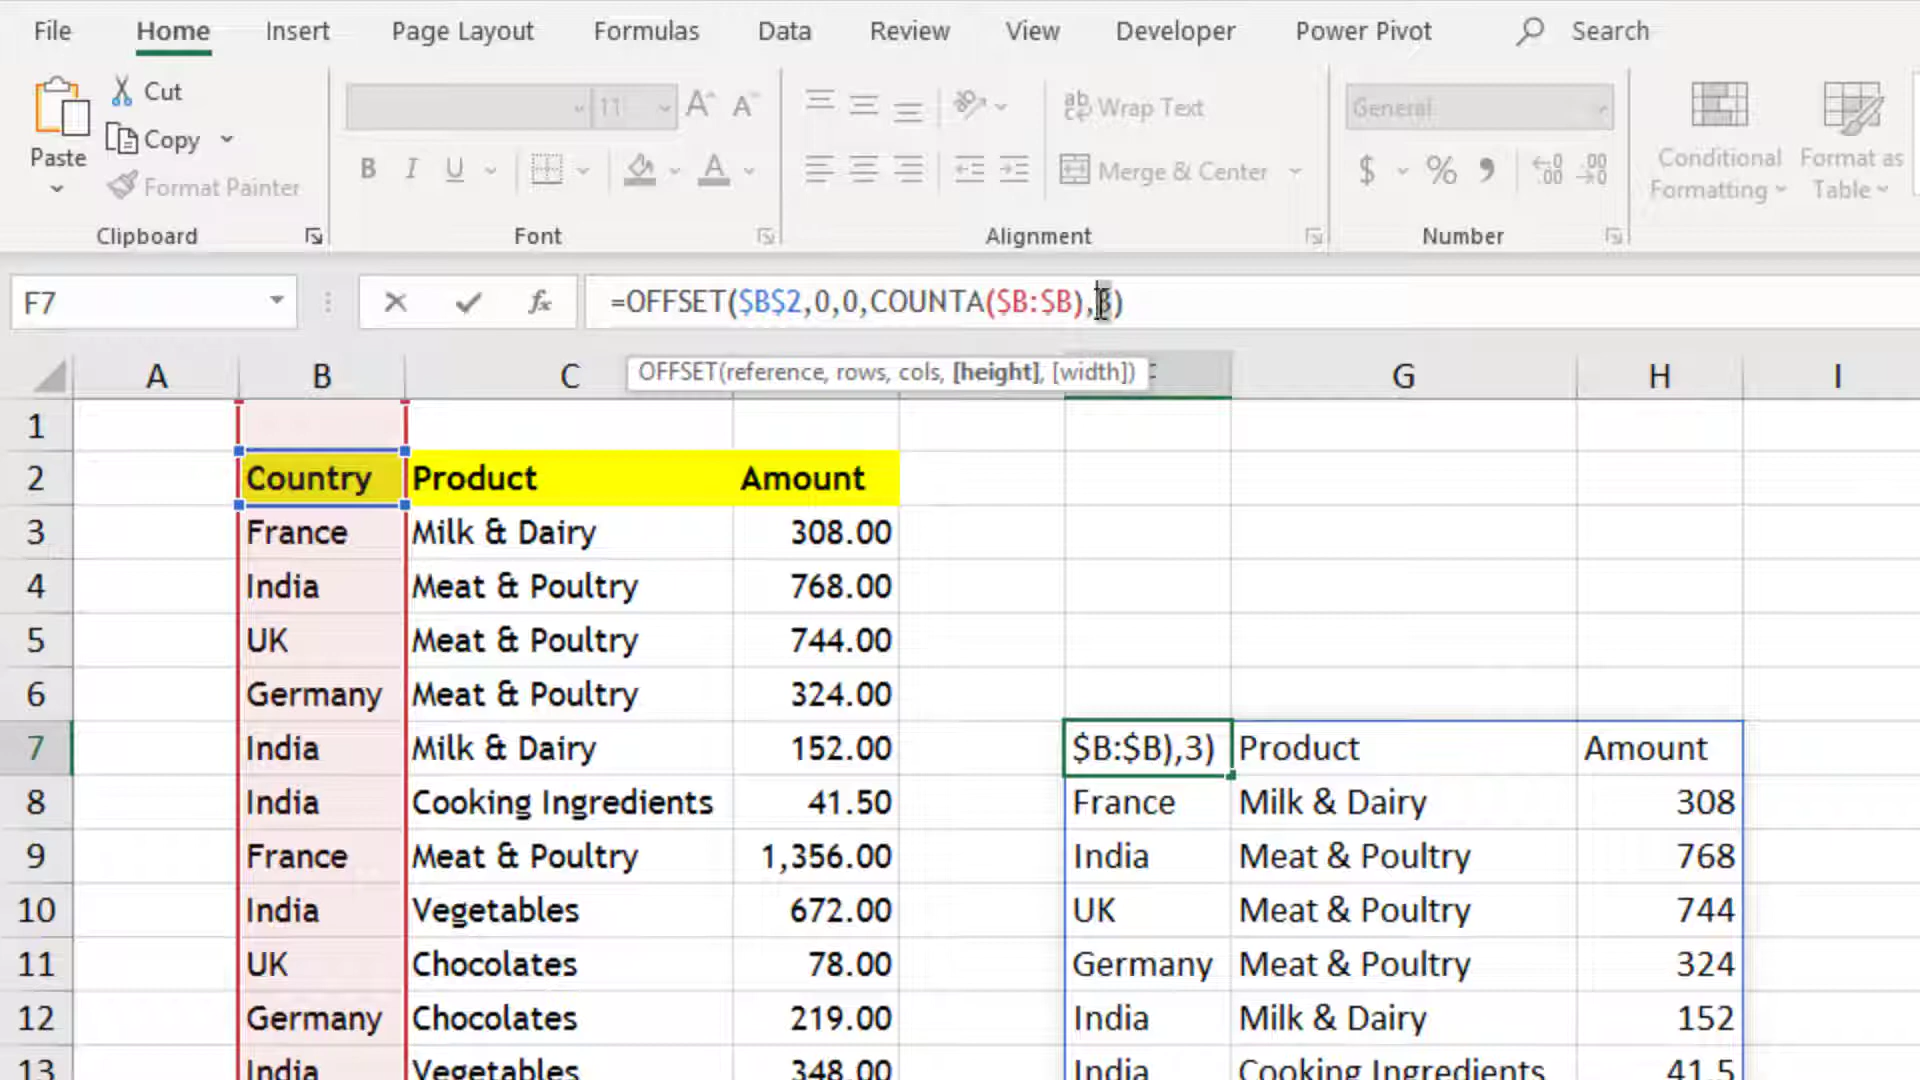 File Home Insert Page Layout Formulas Data Review View Developer Power Pivot Search
Paste
Cut
Copy
Format Painter
11
B I U
A
Wrap Text
Merge & Center
General
$ % ,
Conditional Formatting
Format as Table
Clipboard Font Alignment Number
F7 fx =OFFSET($B$2,0,0,COUNTA($B:$B),3)
OFFSET(reference, rows, cols, [height], [width])
A B C F G H I
1
2 Country Product Amount
3 France Milk & Dairy 308.00
4 India Meat & Poultry 768.00
5 UK Meat & Poultry 744.00
6 Germany Meat & Poultry 324.00
7 India Milk & Dairy 152.00 $B:$B),3) Product Amount
8 India Cooking Ingredients 41.50 France Milk & Dairy 308
9 France Meat & Poultry 1,356.00 India Meat & Poultry 768
10 India Vegetables 672.00 UK Meat & Poultry 744
11 UK Chocolates 78.00 Germany Meat & Poultry 324
12 Germany Chocolates 219.00 India Milk & Dairy 152
13 India Vegetables 348.00 India Cooking Ingredients 41.5